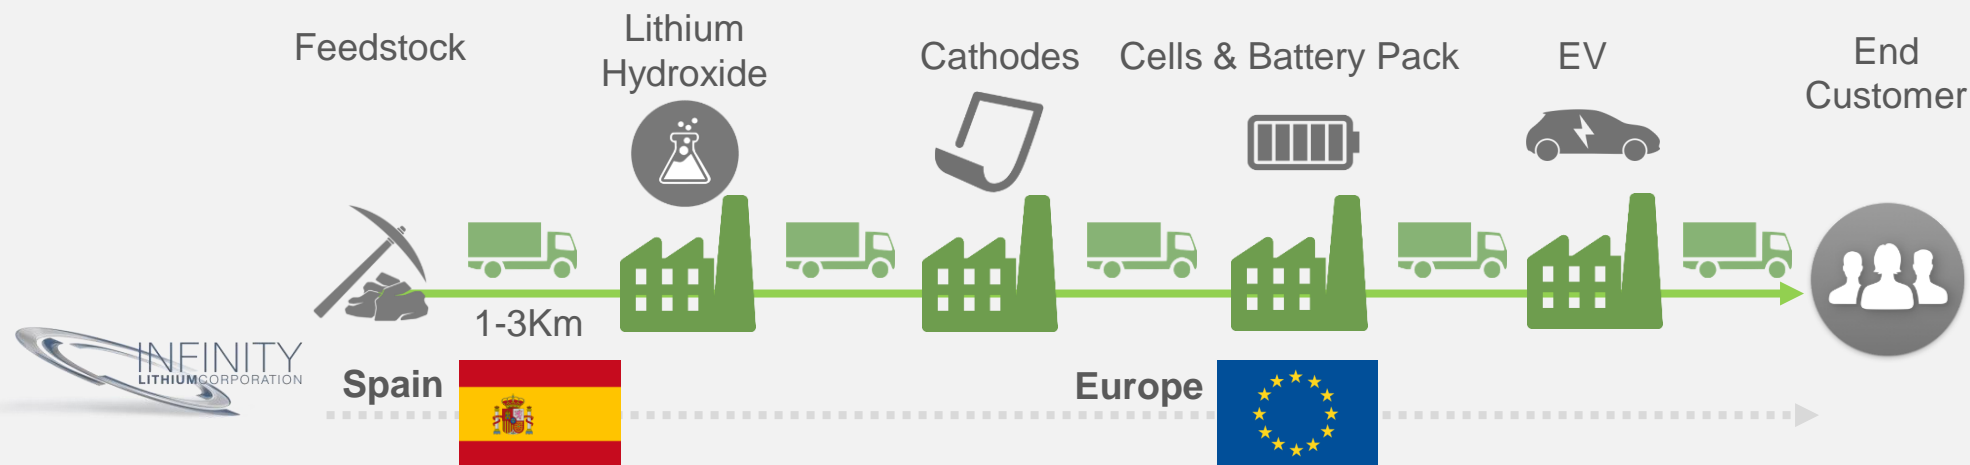 Feedstock
Lithium
Hydroxide
Cathodes
Cells & Battery Pack
EV
End
Customer
1-3Km
INFINITY
LITHIUMCORPORATION
Spain
Europe